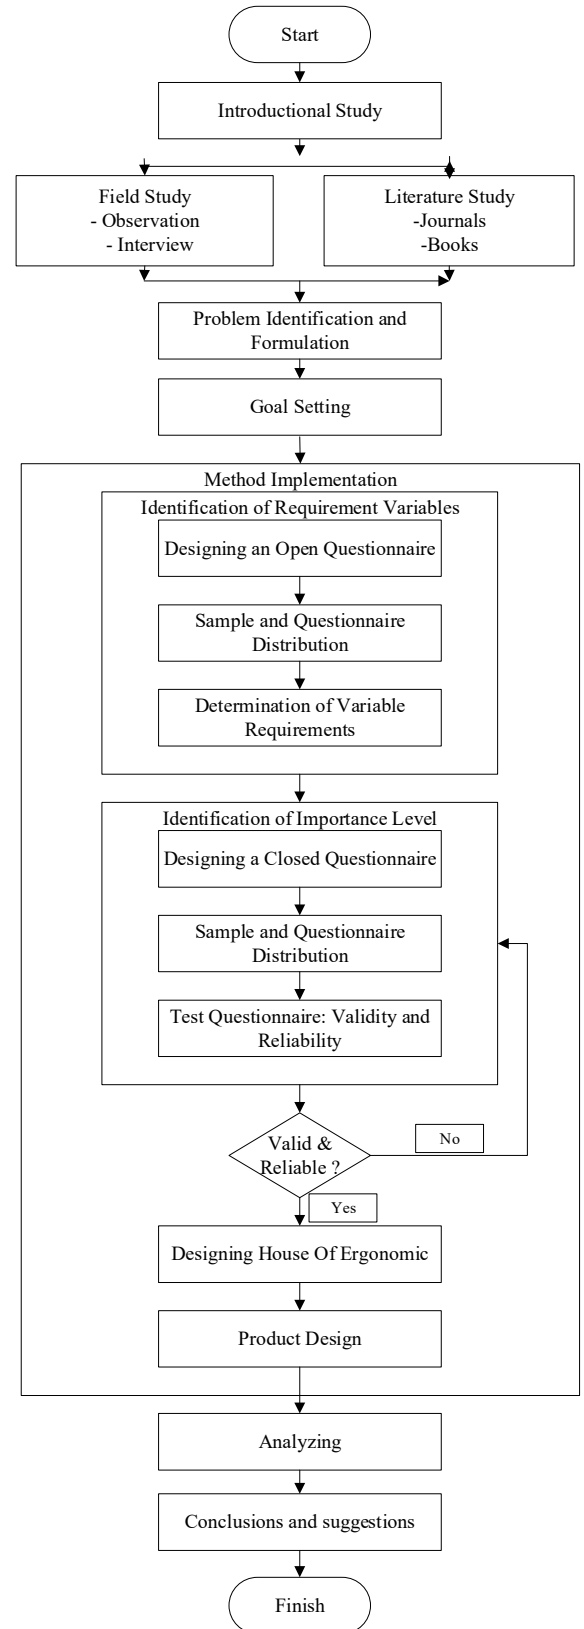 Start
Introductional Study
Field Study
- Observation
- Interview
Literature Study
-Journals
-Books
Problem Identification and
Formulation
Goal Setting
Method Implementation
Identification of Requirement Variables
Designing an Open Questionnaire
Sample and Questionnaire
Distribution
Determination of Variable
Requirements
Identification of Importance Level
Designing a Closed Questionnaire
Sample and Questionnaire
Distribution
Test Questionnaire: Validity and
Reliability
Valid &
Reliable ?
No
Yes
Designing House Of Ergonomic
Product Design
Analyzing
Conclusions and suggestions
Finish